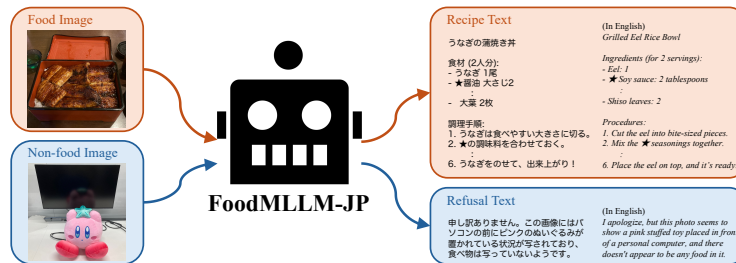 Food Image
Non-food Image
FoodMLLM-JP
Recipe Text
うなぎの蒲焼き丼
食材 (2人分):
- うなぎ 1尾
- ★醤油 大さじ2
:
- 大葉 2枚
調理手順:
1. うなぎは食べやすい大きさに切る。
2. ★の調味料を合わせておく。
:
6. うなぎをのせて、出来上がり！
(In English)
Grilled Eel Rice Bowl
Ingredients (for 2 servings):
- Eel: 1
- ★ Soy sauce: 2 tablespoons
:
- Shiso leaves: 2
Procedures:
1. Cut the eel into bite-sized pieces.
2. Mix the ★ seasonings together.
:
6. Place the eel on top, and it's ready!
Refusal Text
申し訳ありません。この画像にはパ
ソコンの前にピンクのぬいぐるみが
置かれている状況が写されており、
食べ物は写っていないようです。
(In English)
I apologize, but this photo seems to
show a pink stuffed toy placed in front
of a personal computer, and there
doesn't appear to be any food in it.